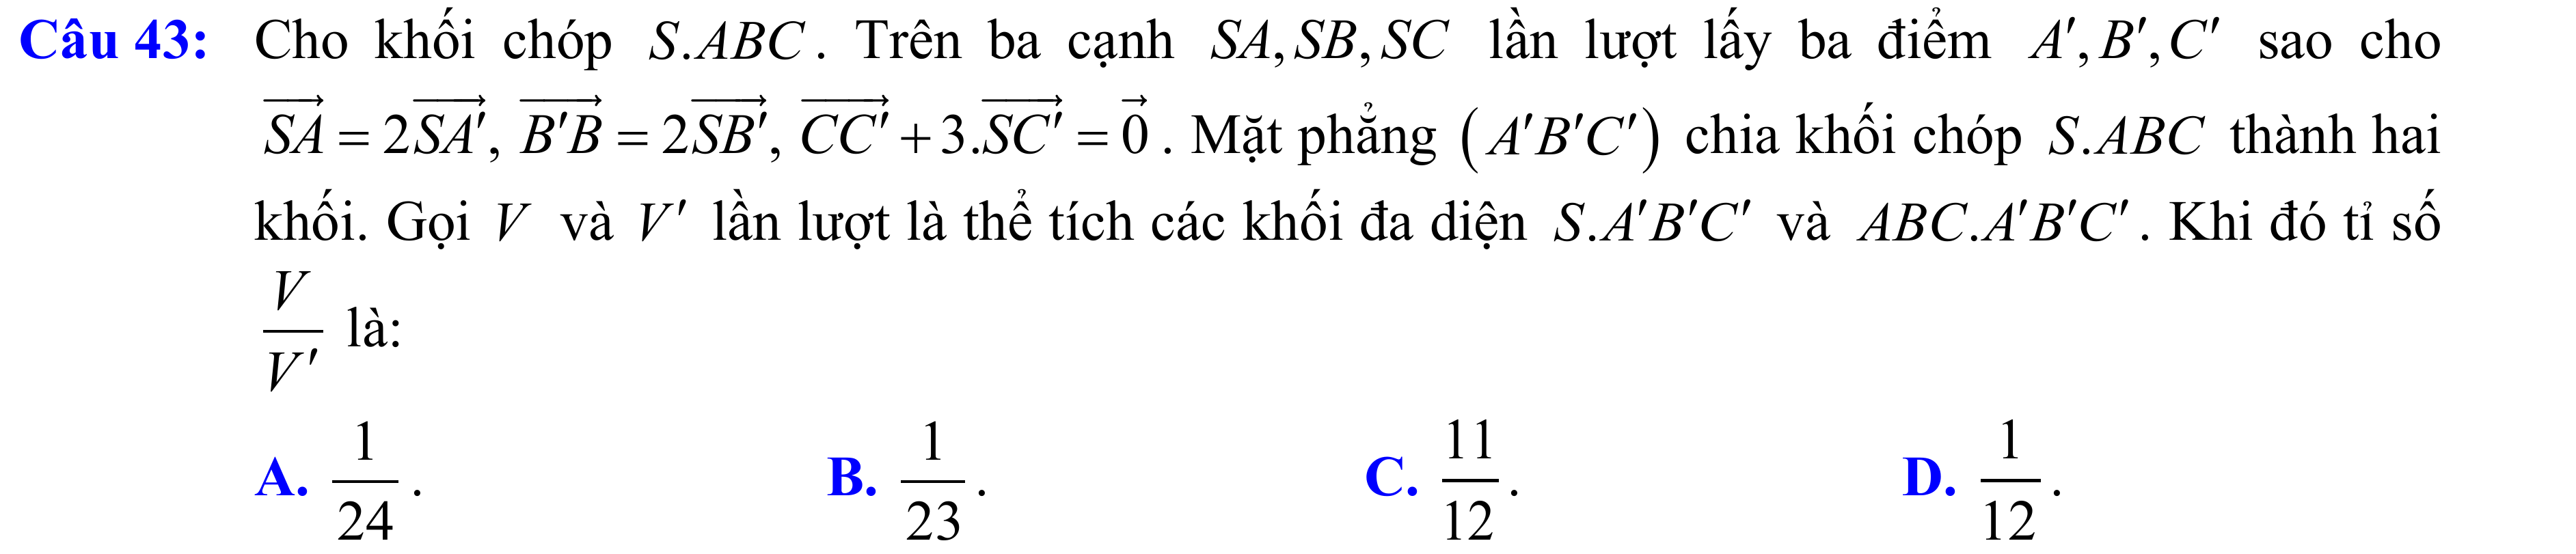 Câu 43: Cho khối chóp S.ABC. Trên ba cạnh SA, SB, SC lần lượt lấy ba điểm A′, B′, C′ sao cho
$\overrightarrow{SA} = 2\overrightarrow{SA'}, \overrightarrow{B'B} = 2\overrightarrow{SB'}, \overrightarrow{CC'} + 3.\overrightarrow{SC'} = \vec{0}$. Mặt phẳng (A′B′C′) chia khối chóp S.ABC thành hai
khối. Gọi V và V′ lần lượt là thể tích các khối đa diện S.A′B′C′ và ABC.A′B′C′. Khi đó tỉ số
$\frac{V}{V'}$ là:
A. $\frac{1}{24}$. B. $\frac{1}{23}$. C. $\frac{11}{12}$. D. $\frac{1}{12}$.